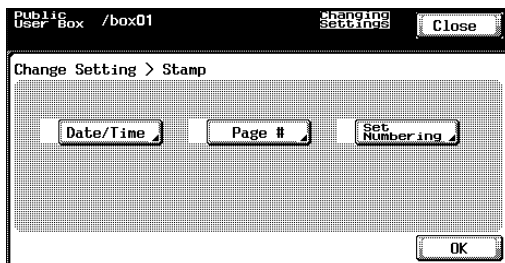 Public
User Box /box01
Changing
Settings
Close
Change Setting > Stamp
Date/Time
Page #
Set
Numbering
OK